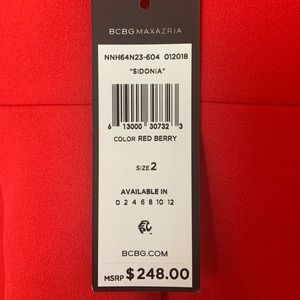 BCBGMAXAZRIA
NNH64N23-604 012018
"SIDONIA"
6 13000 30732 3
COLOR RED BERRY
SIZE 2
AVAILABLE IN
0 2 4 6 8 10 12
BCBG.COM
MSRP $248.00